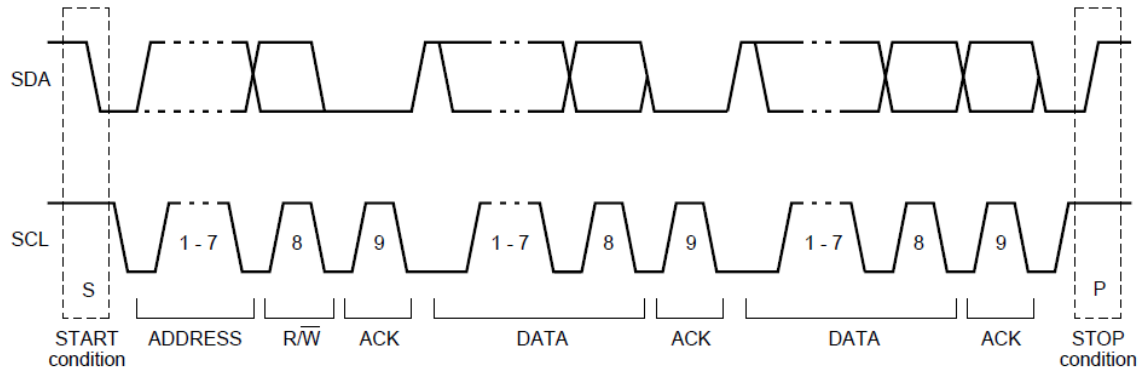 SDA
SCL
1 - 7
8
9
1 - 7
8
9
1 - 7
8
9
S
P
START
condition
ADDRESS
R/W̅
ACK
DATA
ACK
DATA
ACK
STOP
condition